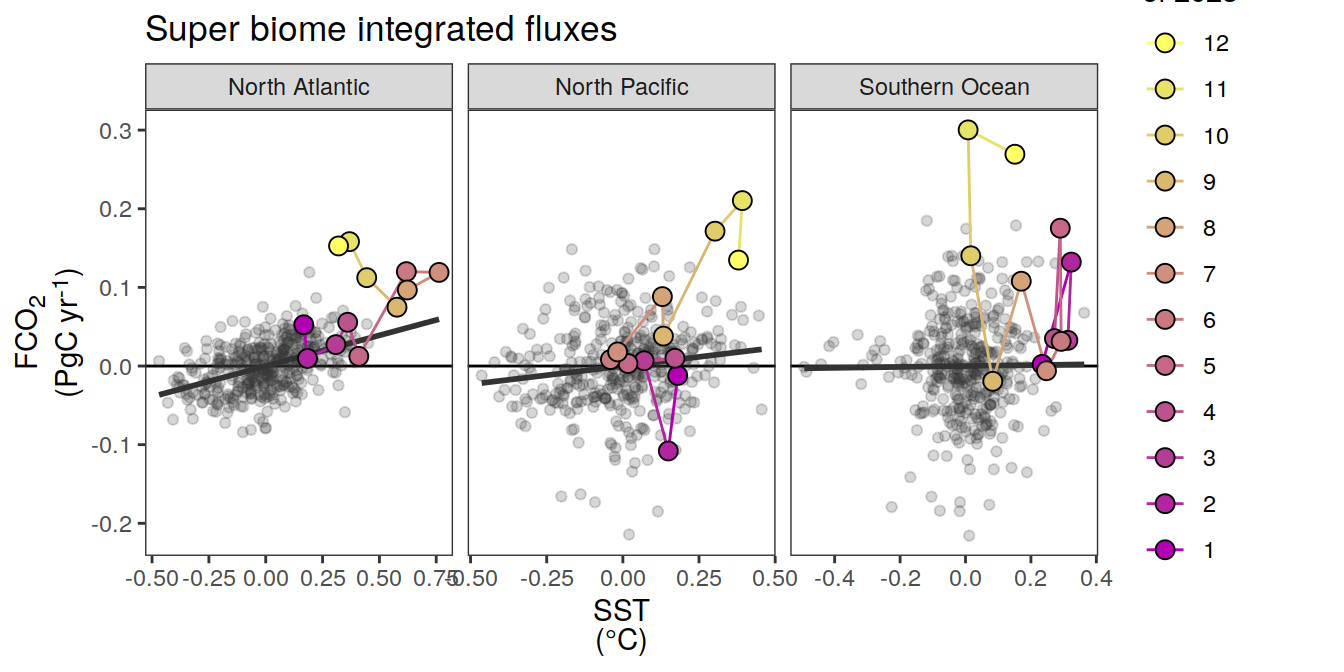 Super biome integrated fluxes
North Atlantic
North Pacific
Southern Ocean
FCO2
(PgC yr-1)
0.3
0.2
0.1
0.0
-0.1
-0.2
-0.50 -0.25 0.00 0.25 0.50 0.75
-0.50 -0.25 0.00 0.25 0.50
-0.4 -0.2 0.0 0.2 0.4
SST
(°C)
12
11
10
9
8
7
6
5
4
3
2
1